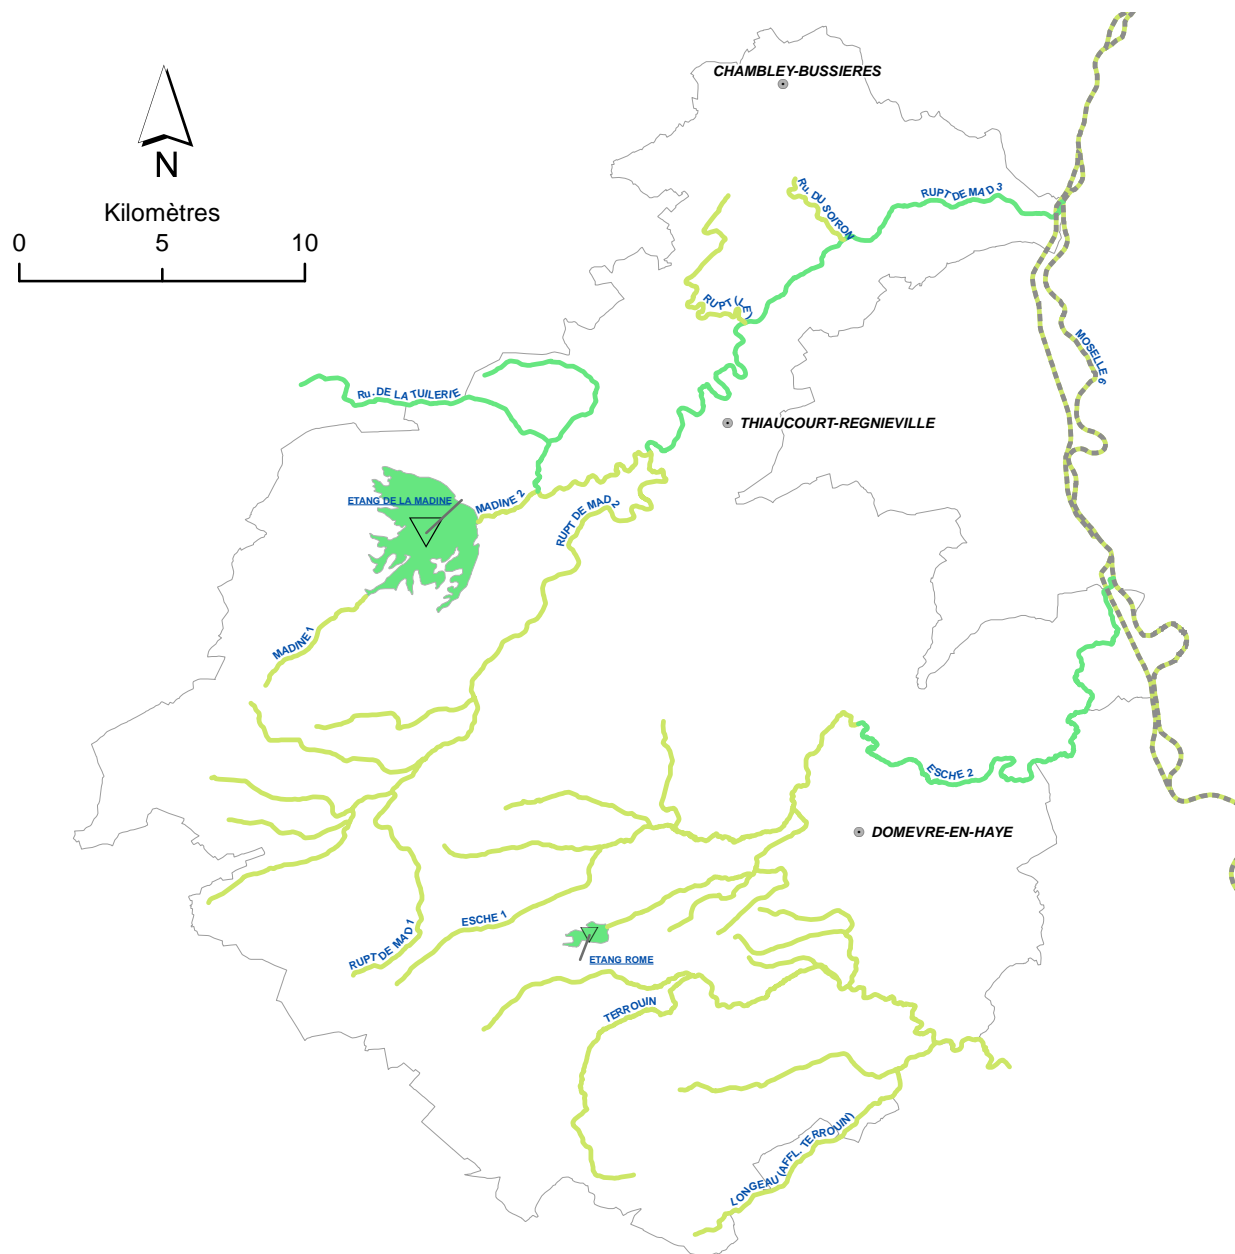 CHAMBLEY-BUSSIERES
N
Kilomètres
0 5 10
Ru. DU SOIRON
RUPT DE MAD 3
RUPT (LE)
MOSELLE 6
Ru. DE LA TUILERIE
THIAUCOURT-REGNIEVILLE
ETANG DE LA MADINE
MADINE 2
RUPT DE MAD 2
MADINE 1
ESCHE 2
DOMEVRE-EN-HAYE
ESCHE 1
RUPT DE MAD 1
ETANG ROME
TERROUIN
LONGEAU (AFFL. TERROUIN)